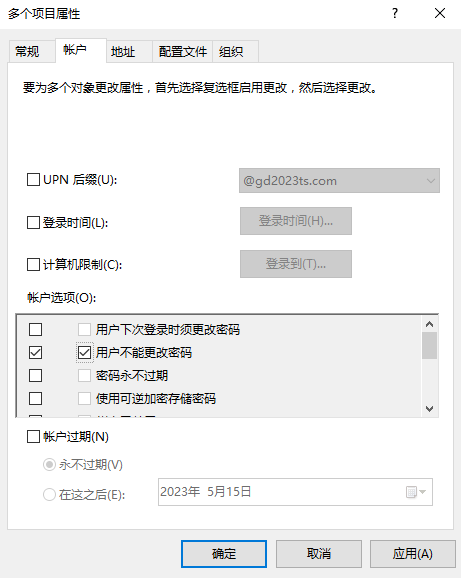 多个项目属性
常规 帐户 地址 配置文件 组织
要为多个对象更改属性，首先选择复选框启用更改，然后选择更改。
UPN 后缀(U): @gd2023ts.com
登录时间(L): 登录时间(H)...
计算机限制(C): 登录到(T)...
帐户选项(O):
用户下次登录时须更改密码
用户不能更改密码
密码永不过期
使用可逆加密存储密码
帐户过期(N)
永不过期(V)
在这之后(E): 2023年 5月15日
确定 取消 应用(A)